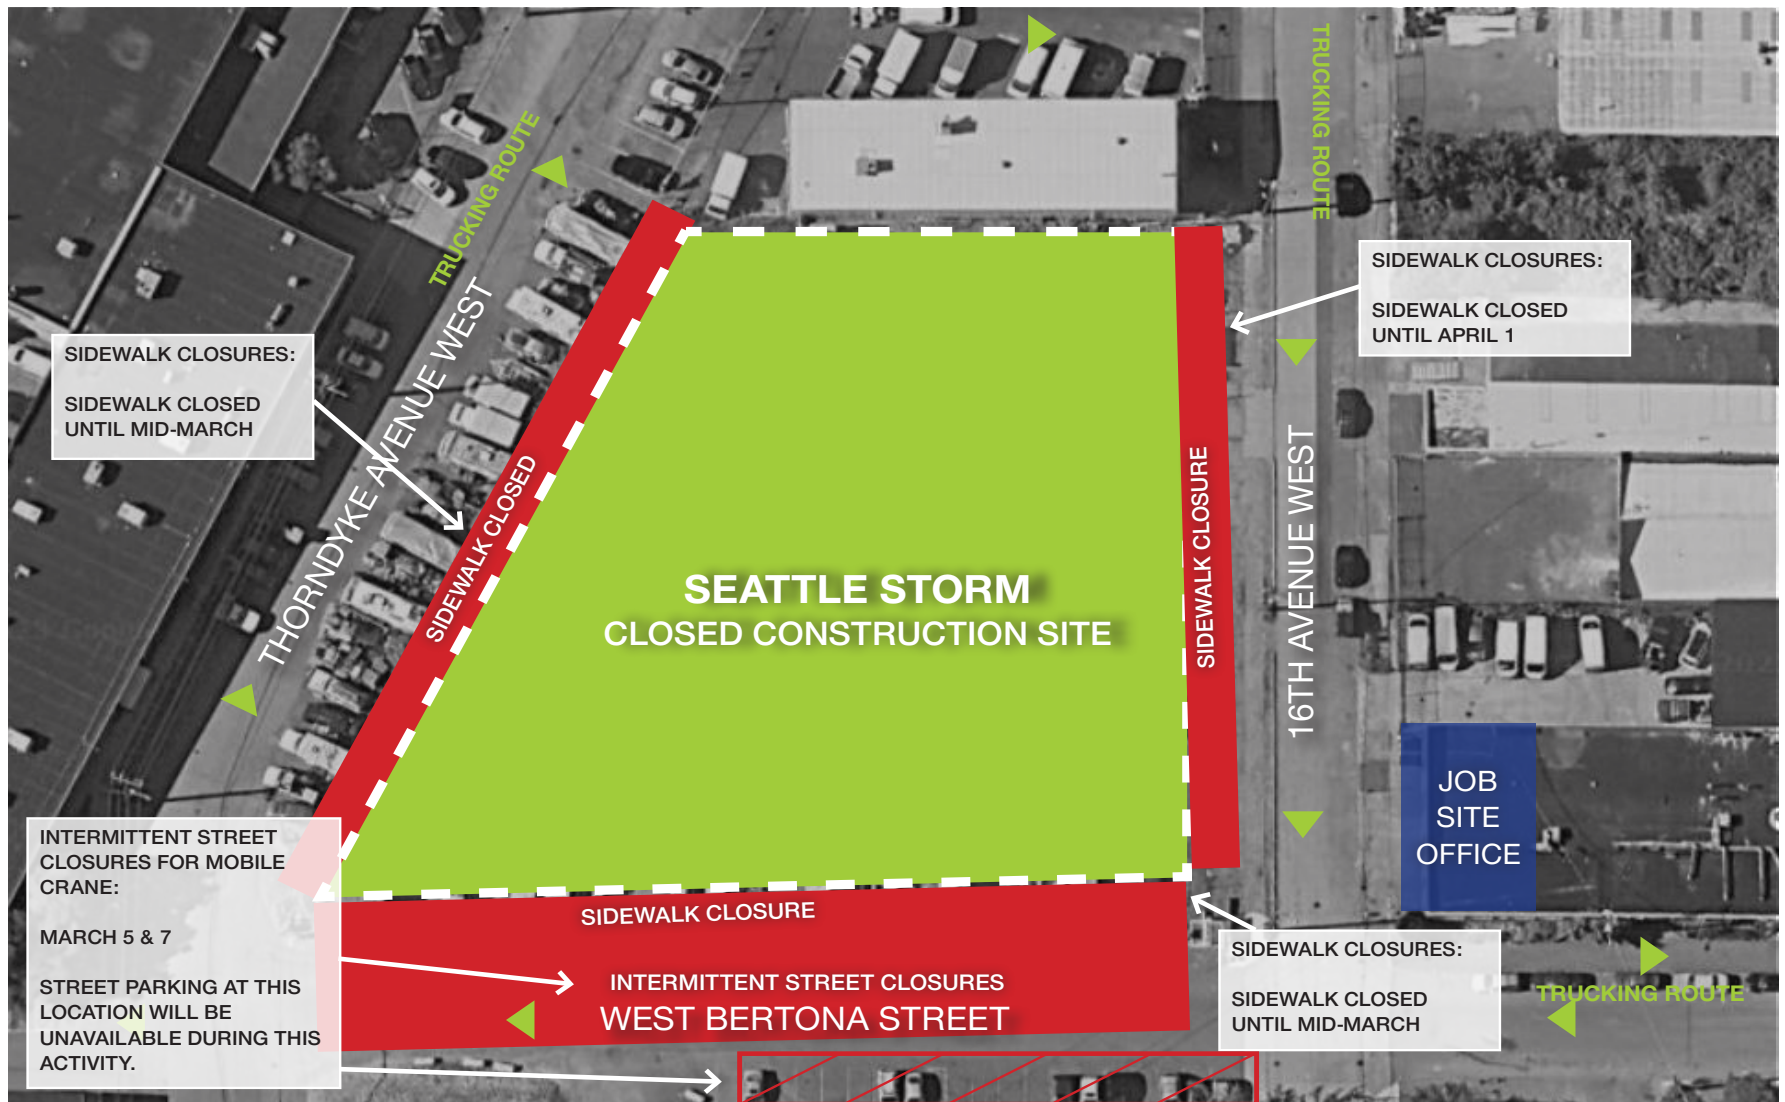 TRUCKING ROUTE
TRUCKING ROUTE
SIDEWALK CLOSURES:
SIDEWALK CLOSED
UNTIL APRIL 1
SIDEWALK CLOSURES:
SIDEWALK CLOSED
UNTIL MID-MARCH
THORNDYKE AVENUE WEST
SIDEWALK CLOSED
SEATTLE STORM
CLOSED CONSTRUCTION SITE
SIDEWALK CLOSURE
16TH AVENUE WEST
JOB
SITE
OFFICE
INTERMITTENT STREET
CLOSURES FOR MOBILE
CRANE:
MARCH 5 & 7
STREET PARKING AT THIS
LOCATION WILL BE
UNAVAILABLE DURING THIS
ACTIVITY.
SIDEWALK CLOSURE
INTERMITTENT STREET CLOSURES
WEST BERTONA STREET
SIDEWALK CLOSURES:
SIDEWALK CLOSED
UNTIL MID-MARCH
TRUCKING ROUTE